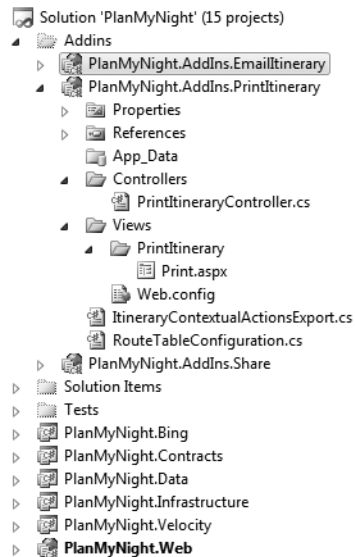 Solution 'PlanMyNight' (15 projects)
Addins
PlanMyNight.AddIns.EmailItinerary
PlanMyNight.AddIns.PrintItinerary
Properties
References
App_Data
Controllers
PrintItineraryController.cs
Views
PrintItinerary
Print.aspx
Web.config
ItineraryContextualActionsExport.cs
RouteTableConfiguration.cs
PlanMyNight.AddIns.Share
Solution Items
Tests
PlanMyNight.Bing
PlanMyNight.Contracts
PlanMyNight.Data
PlanMyNight.Infrastructure
PlanMyNight.Velocity
PlanMyNight.Web